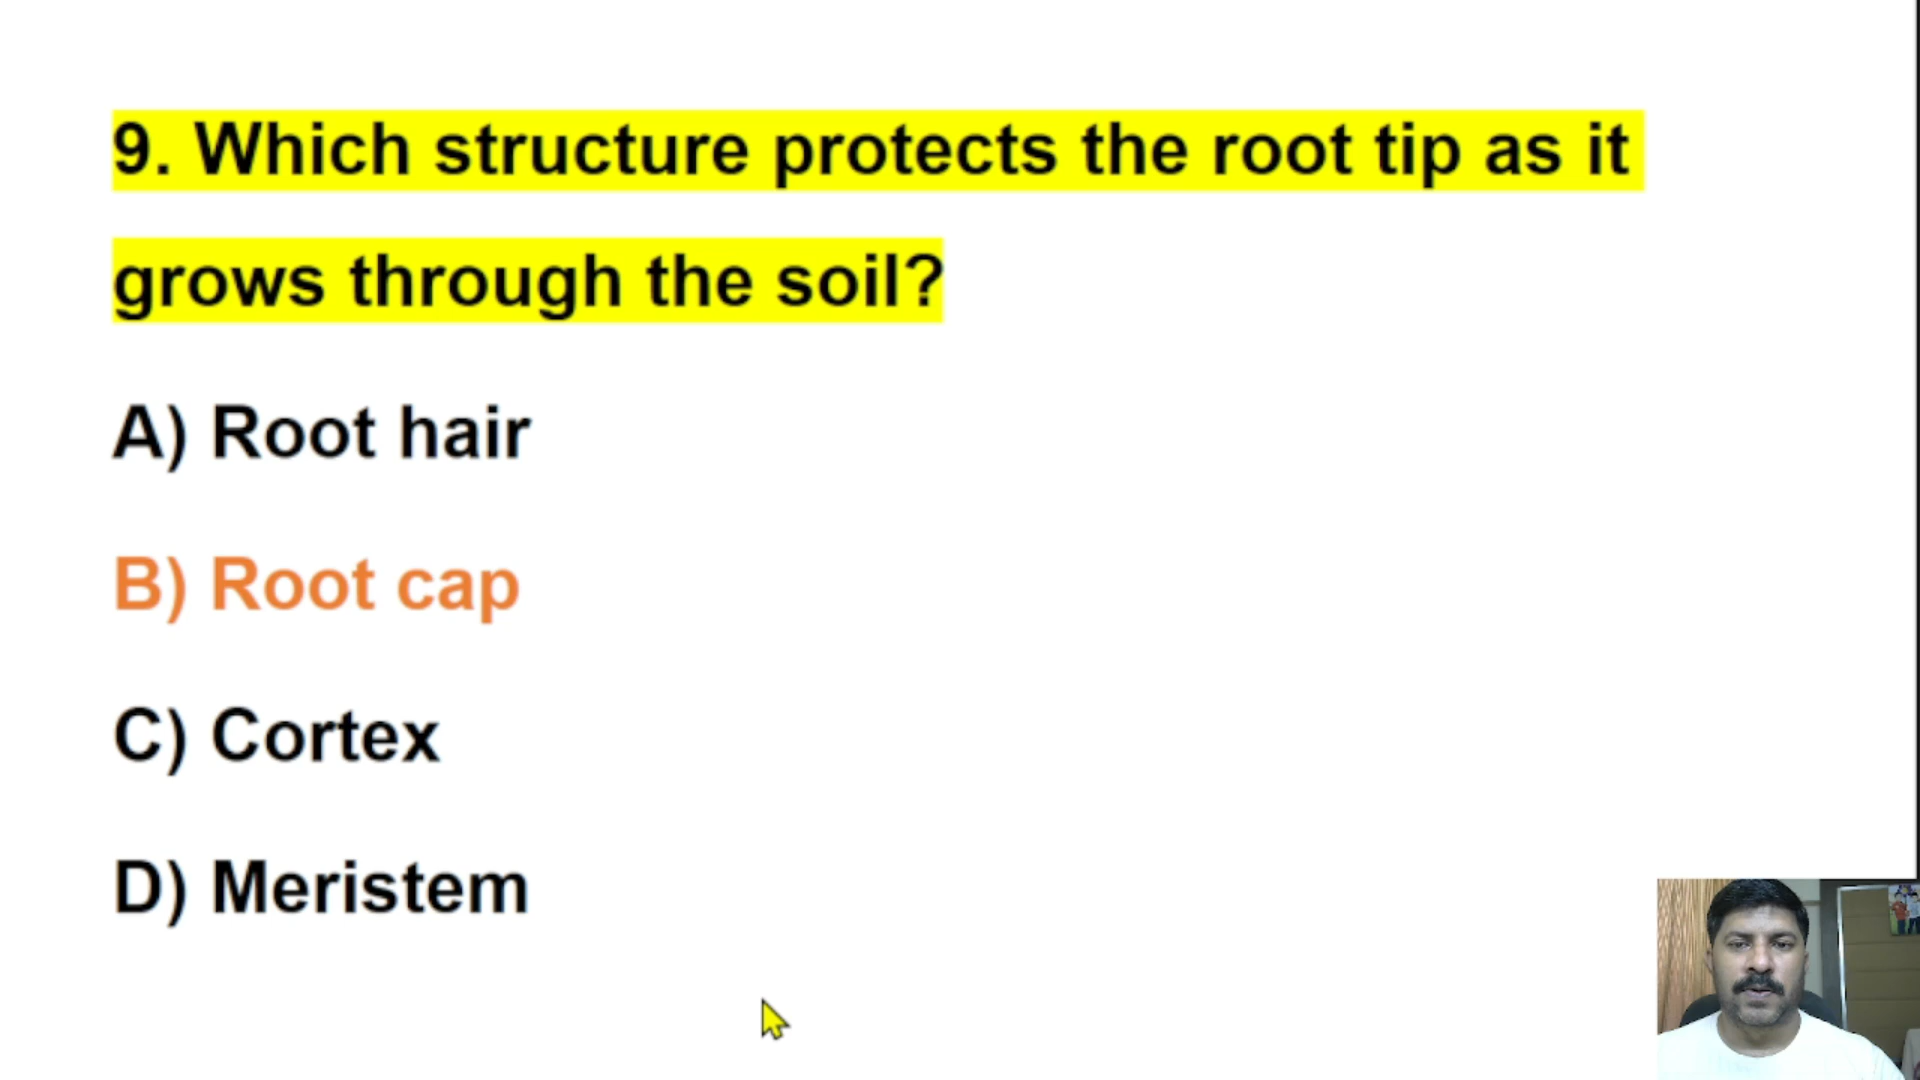 9. Which structure protects the root tip as it
grows through the soil?
A) Root hair
B) Root cap
C) Cortex
D) Meristem